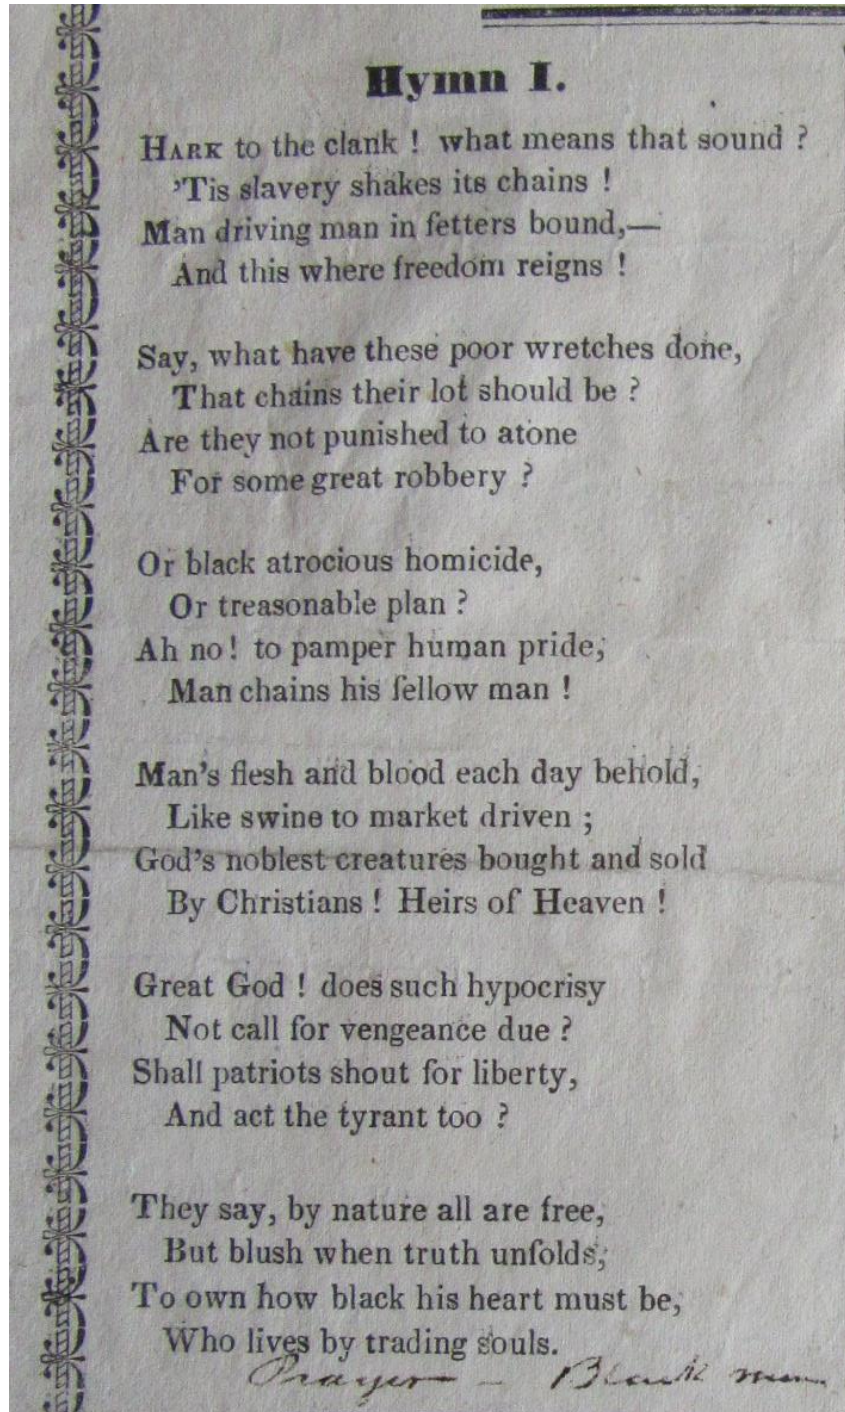 Hymn I.
HARK to the clank ! what means that sound ?
'Tis slavery shakes its chains !
Man driving man in fetters bound,—
And this where freedom reigns !
Say, what have these poor wretches done,
That chains their lot should be ?
Are they not punished to atone
For some great robbery ?
Or black atrocious homicide,
Or treasonable plan ?
Ah no ! to pamper human pride,
Man chains his fellow man !
Man's flesh and blood each day behold,
Like swine to market driven ;
God's noblest creatures bought and sold
By Christians ! Heirs of Heaven !
Great God ! does such hypocrisy
Not call for vengeance due ?
Shall patriots shout for liberty,
And act the tyrant too ?
They say, by nature all are free,
But blush when truth unfolds,
To own how black his heart must be,
Who lives by trading souls.
Prayer – Black man